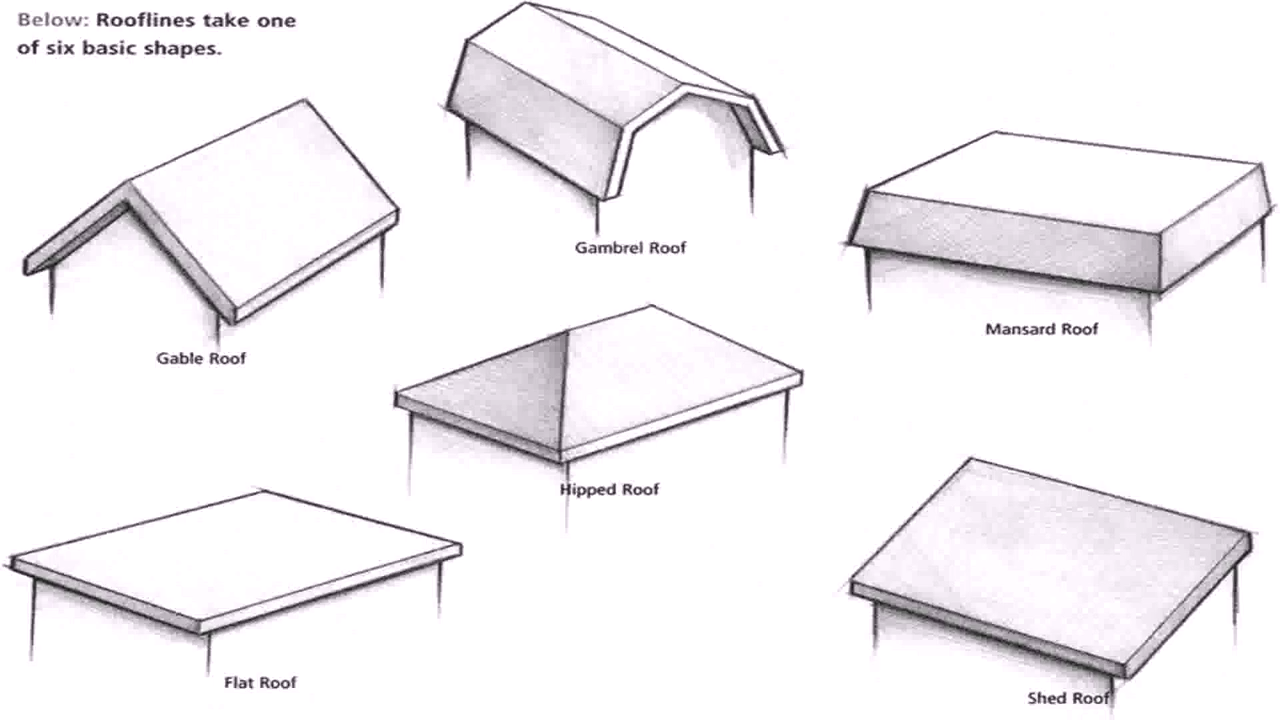 Below: Rooflines take one
of six basic shapes.
Gambrel Roof
Mansard Roof
Gable Roof
Hipped Roof
Flat Roof
Shed Roof